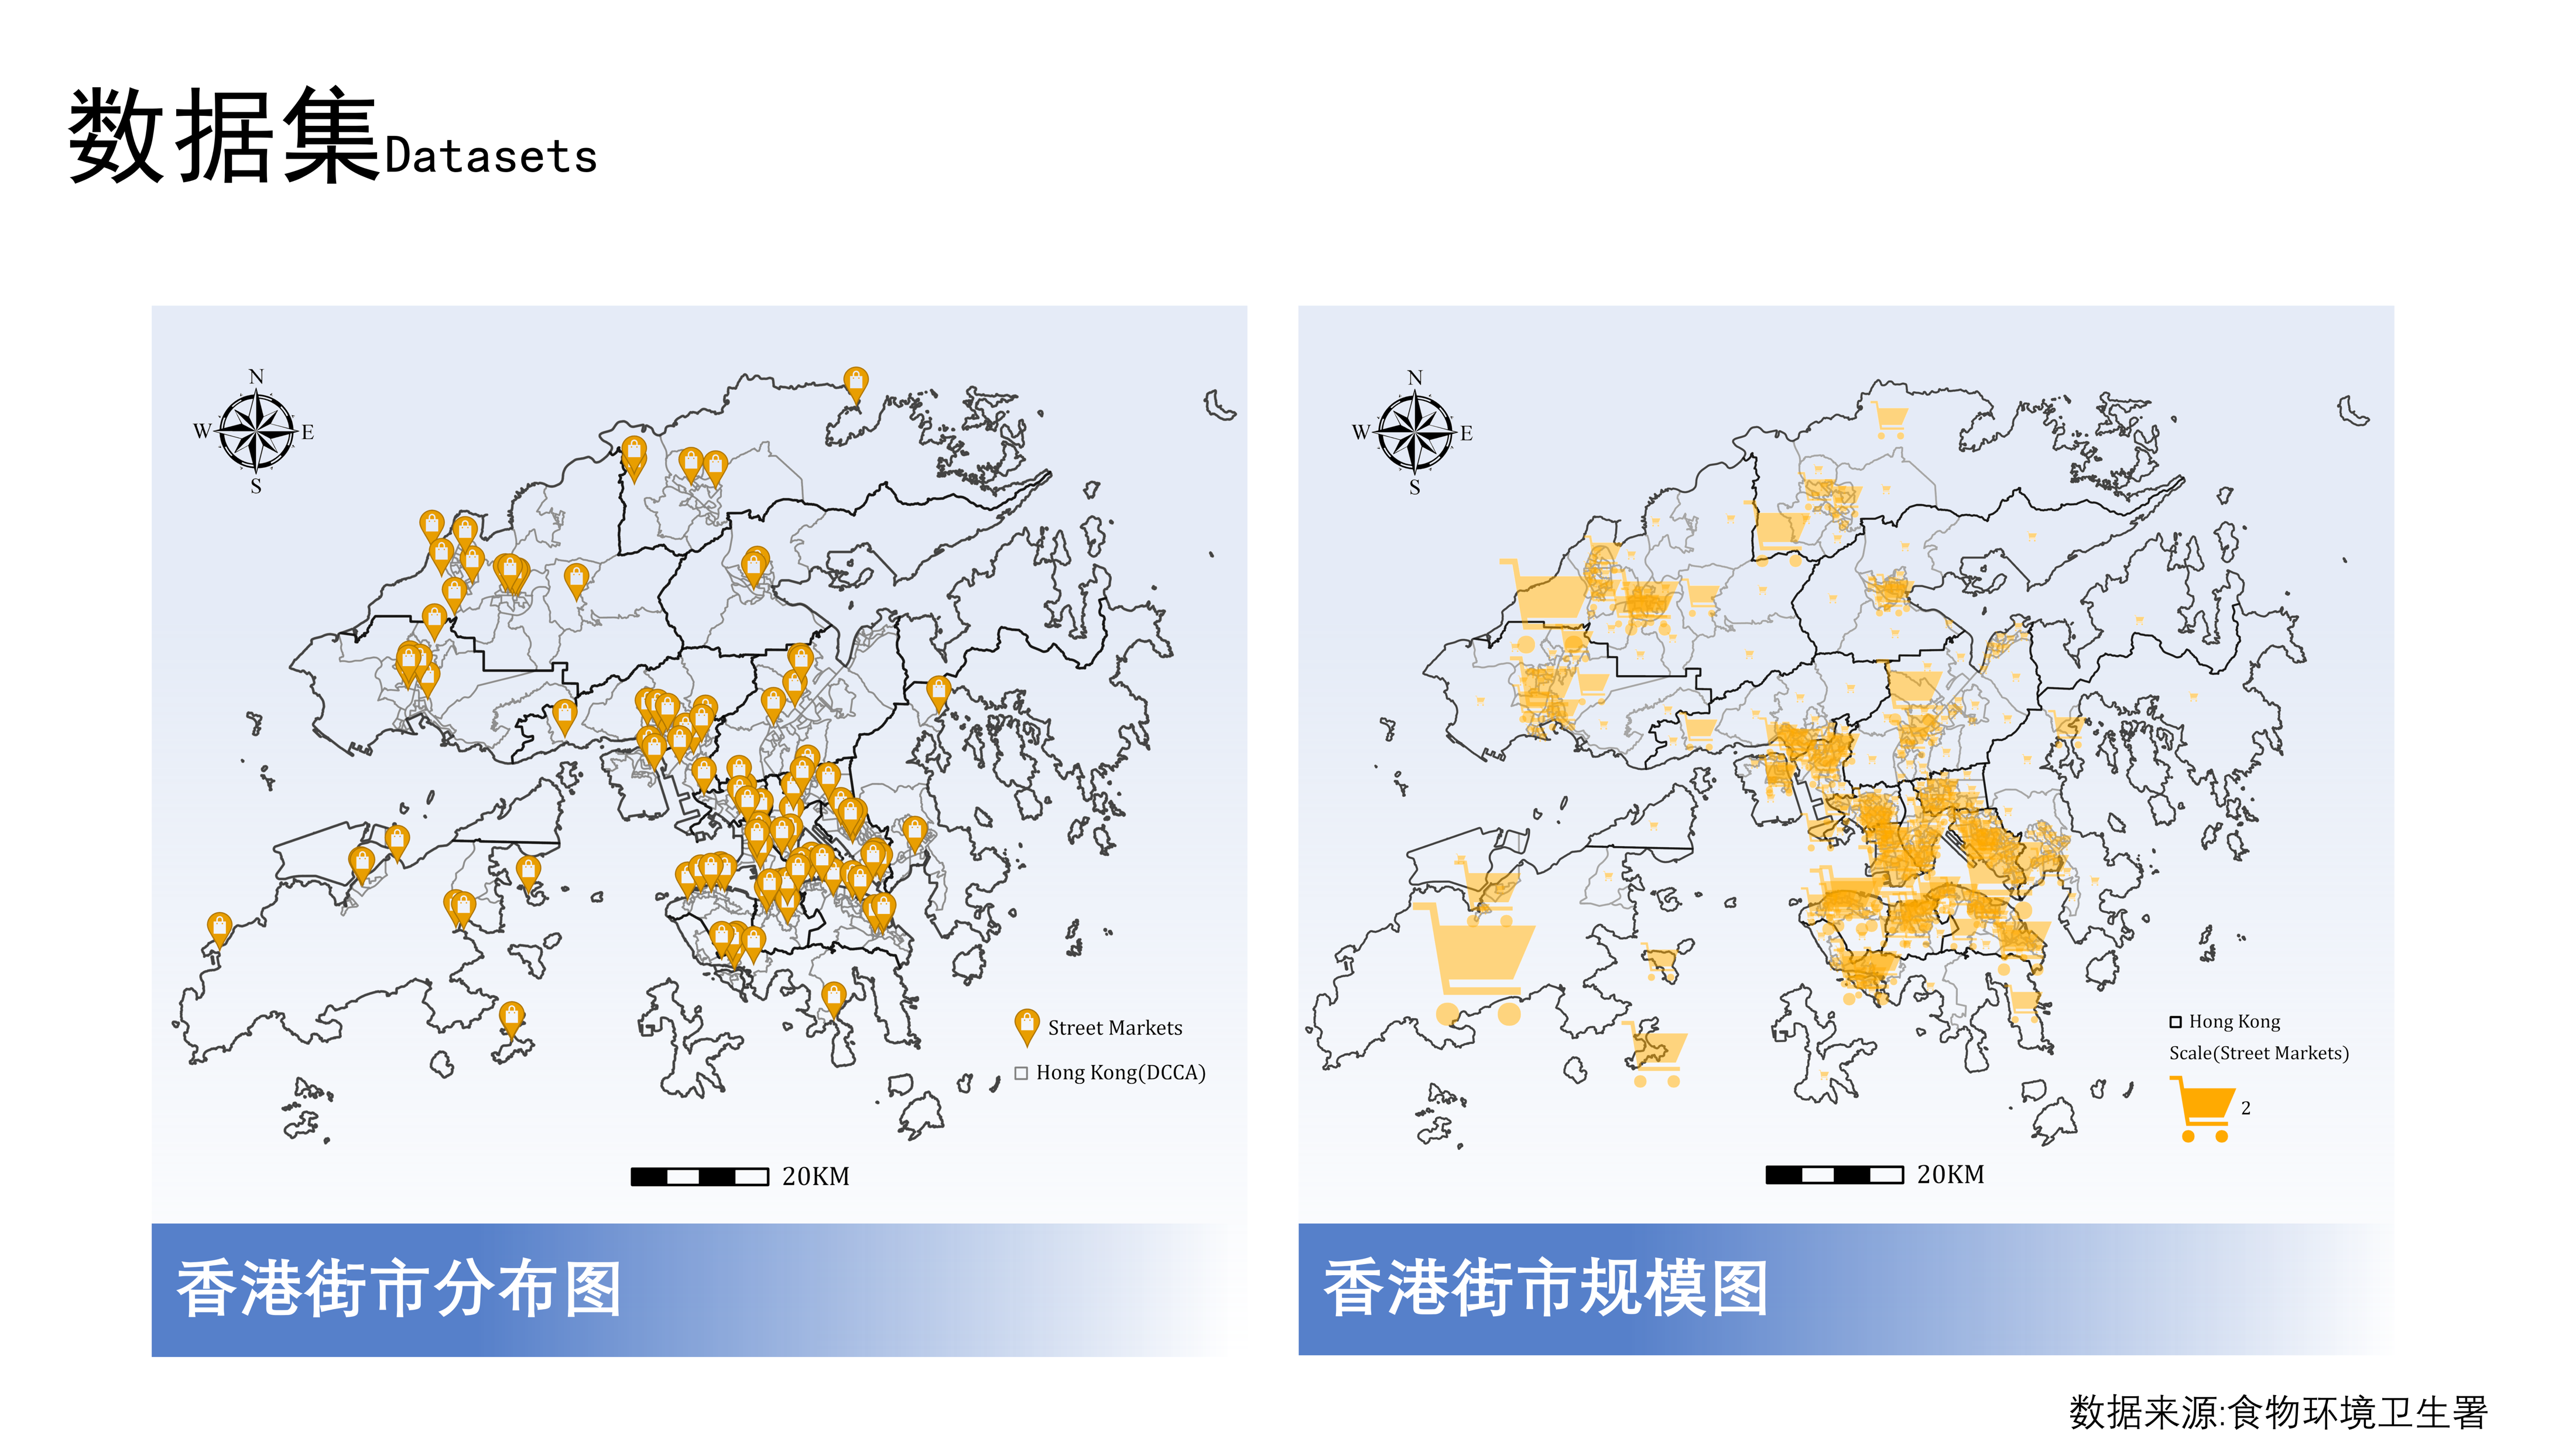 数据集Datasets
N
W E
S
Street Markets
Hong Kong(DCCA)
20KM
香港街市分布图
N
W E
S
Hong Kong
Scale(Street Markets)
2
20KM
香港街市规模图
数据来源:食物环境卫生署